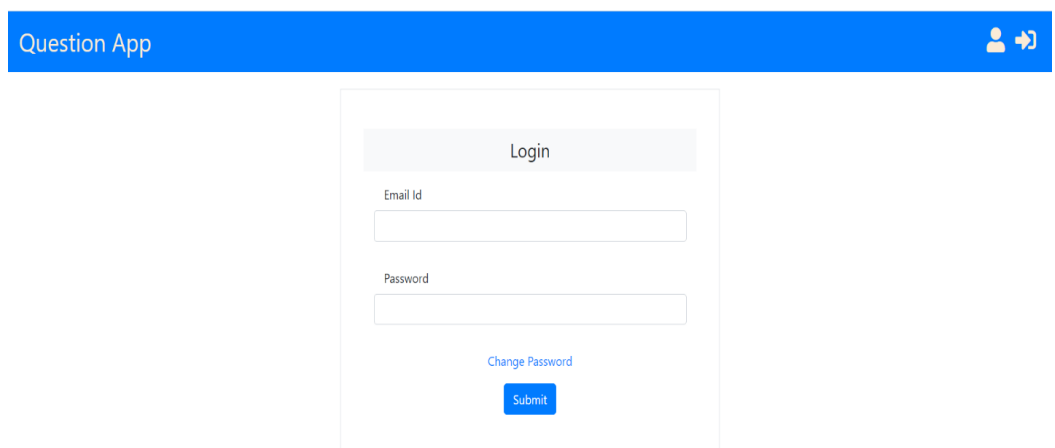 Question App
Login
Email Id
Password
Change Password
Submit